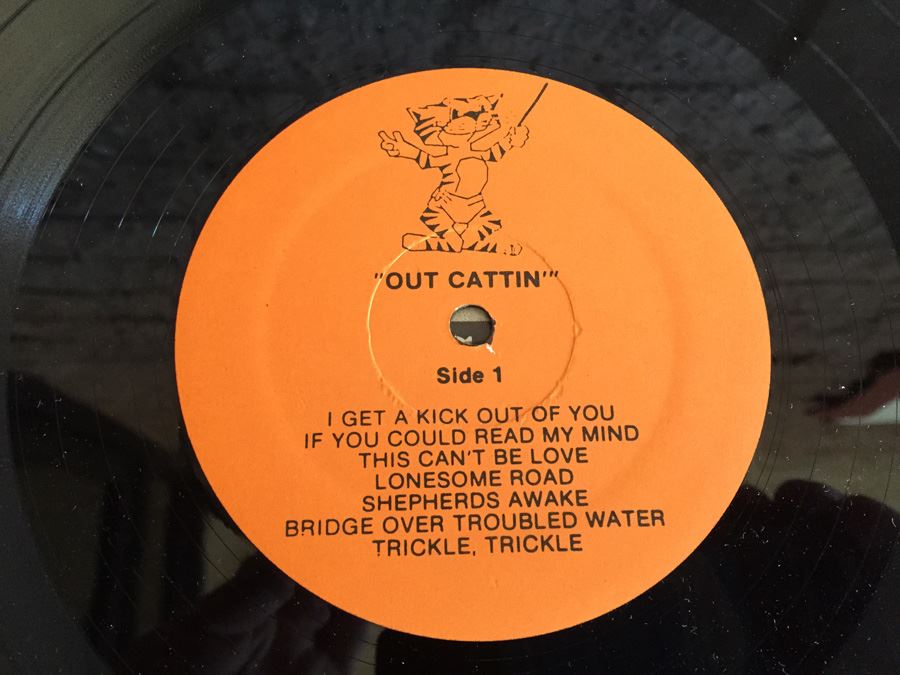 "OUT CATTIN'"
Side 1
I GET A KICK OUT OF YOU
IF YOU COULD READ MY MIND
THIS CAN'T BE LOVE
LONESOME ROAD
SHEPHERDS AWAKE
BRIDGE OVER TROUBLED WATER
TRICKLE, TRICKLE